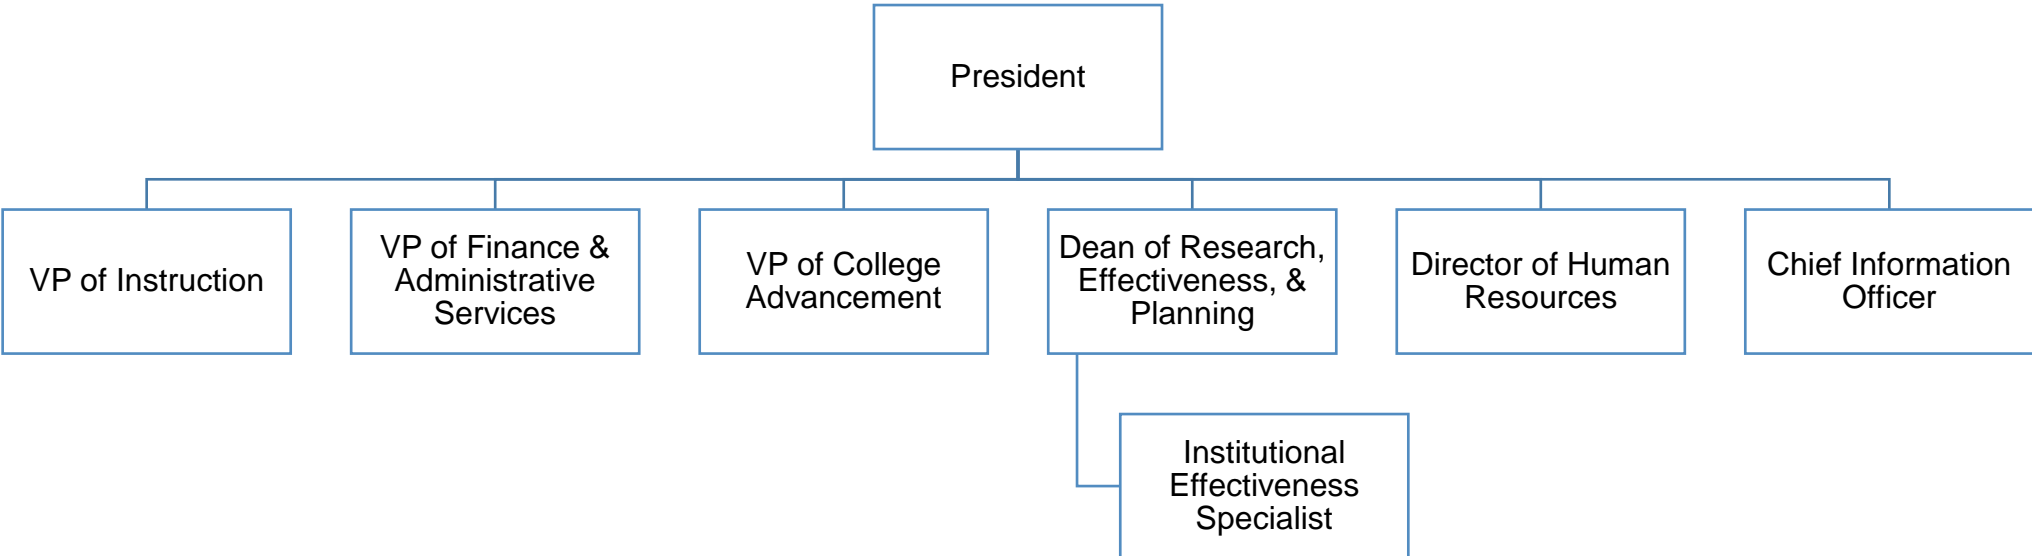 President
VP of Instruction
VP of Finance &
Administrative
Services
VP of College
Advancement
Dean of Research,
Effectiveness, &
Planning
Director of Human
Resources
Chief Information
Officer
Institutional
Effectiveness
Specialist